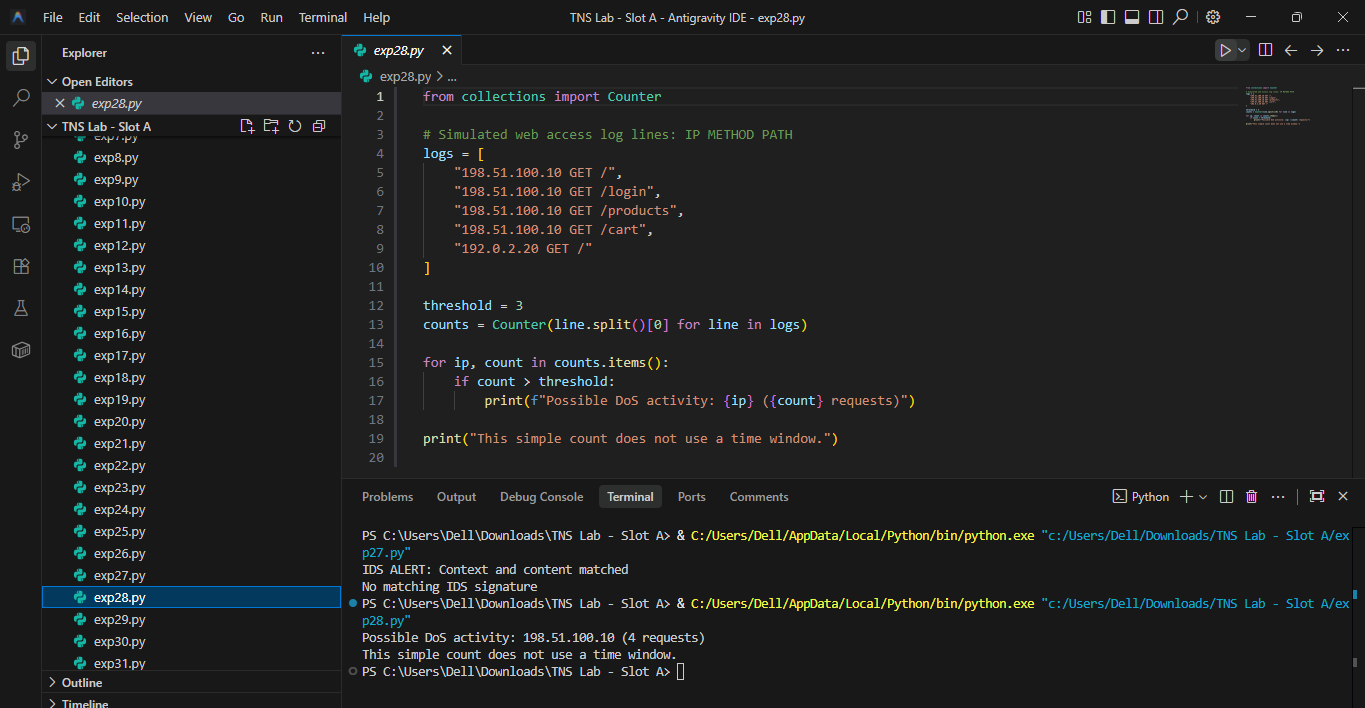 File Edit Selection View Go Run Terminal Help TNS Lab - Slot A - Antigravity IDE - exp28.py
Explorer
Open Editors
exp28.py
TNS Lab - Slot A
exp7.py
exp8.py
exp9.py
exp10.py
exp11.py
exp12.py
exp13.py
exp14.py
exp15.py
exp16.py
exp17.py
exp18.py
exp19.py
exp20.py
exp21.py
exp22.py
exp23.py
exp24.py
exp25.py
exp26.py
exp27.py
exp28.py
exp29.py
exp30.py
exp31.py
Outline
Timeline
exp28.py
exp28.py > ...
1 from collections import Counter
2
3 # Simulated web access log lines: IP METHOD PATH
4 logs = [
5     "198.51.100.10 GET /",
6     "198.51.100.10 GET /login",
7     "198.51.100.10 GET /products",
8     "198.51.100.10 GET /cart",
9     "192.0.2.20 GET /"
10 ]
11
12 threshold = 3
13 counts = Counter(line.split()[0] for line in logs)
14
15 for ip, count in counts.items():
16     if count > threshold:
17         print(f"Possible DoS activity: {ip} ({count} requests)")
18
19 print("This simple count does not use a time window.")
20
Problems Output Debug Console Terminal Ports Comments Python
PS C:\Users\Dell\Downloads\TNS Lab - Slot A> & C:/Users/Dell/AppData/Local/Python/bin/python.exe "c:/Users/Dell/Downloads/TNS Lab - Slot A/ex
p27.py"
IDS ALERT: Context and content matched
No matching IDS signature
PS C:\Users\Dell\Downloads\TNS Lab - Slot A> & C:/Users/Dell/AppData/Local/Python/bin/python.exe "c:/Users/Dell/Downloads/TNS Lab - Slot A/ex
p28.py"
Possible DoS activity: 198.51.100.10 (4 requests)
This simple count does not use a time window.
PS C:\Users\Dell\Downloads\TNS Lab - Slot A>